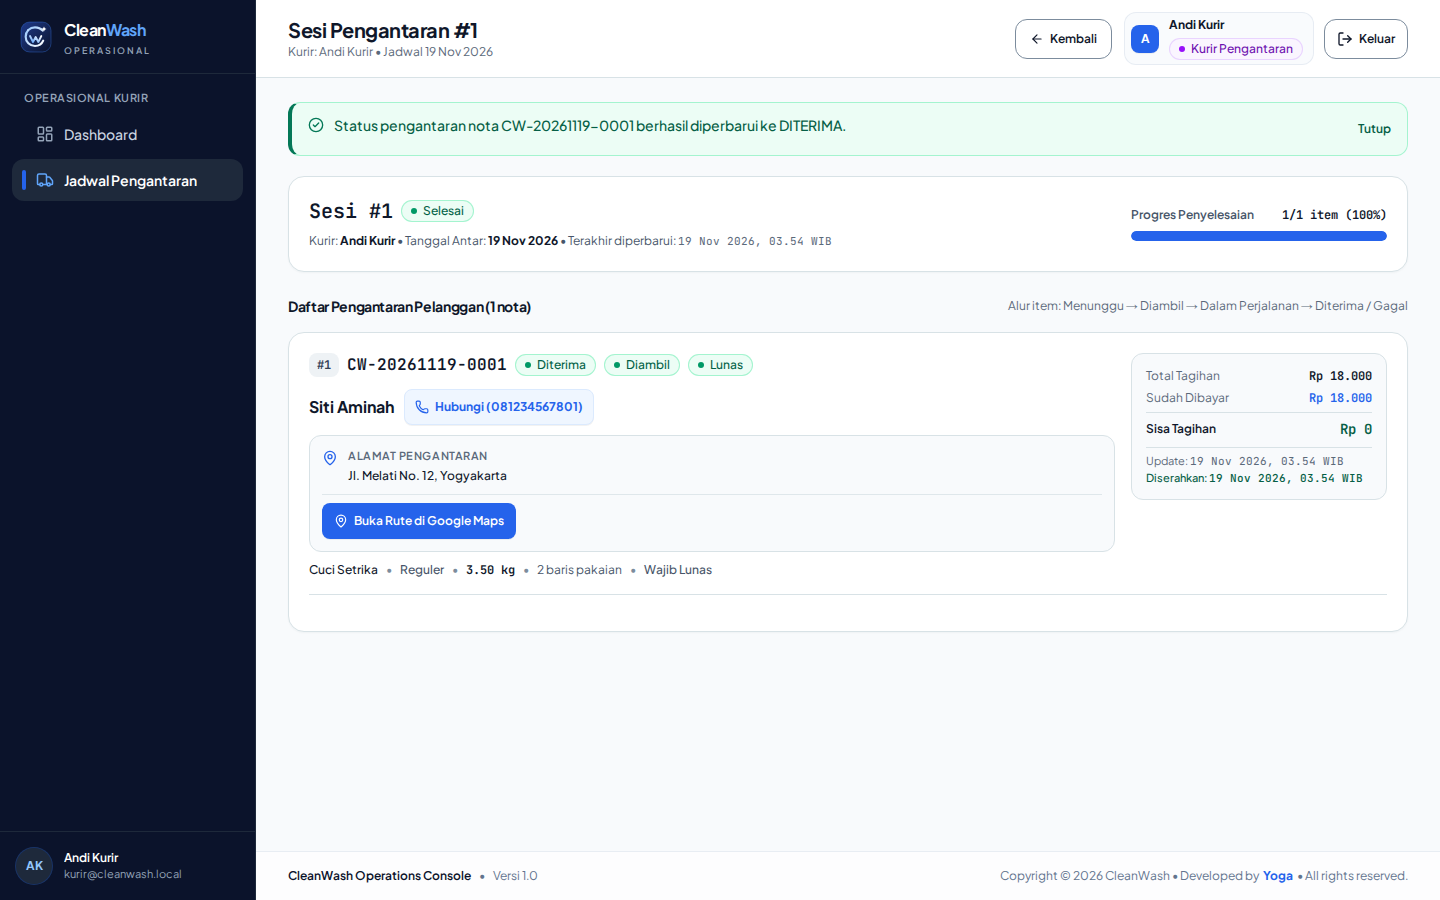 CleanWash
OPERASIONAL
OPERASIONAL KURIR
Dashboard
Jadwal Pengantaran
AK
Andi Kurir
kurir@cleanwash.local
Sesi Pengantaran #1
Kurir: Andi Kurir • Jadwal 19 Nov 2026
Kembali
A
Andi Kurir
Kurir Pengantaran
Keluar
Status pengantaran nota CW-20261119-0001 berhasil diperbarui ke DITERIMA.
Tutup
Sesi #1
Selesai
Kurir: Andi Kurir • Tanggal Antar: 19 Nov 2026 • Terakhir diperbarui: 19 Nov 2026, 03.54 WIB
Progres Penyelesaian
1/1 item (100%)
Daftar Pengantaran Pelanggan (1 nota)
Alur item: Menunggu → Diambil → Dalam Perjalanan → Diterima / Gagal
#1 CW-20261119-0001 Diterima Diambil Lunas
Siti Aminah
Hubungi (081234567801)
ALAMAT PENGANTARAN
Jl. Melati No. 12, Yogyakarta
Buka Rute di Google Maps
Cuci Setrika • Reguler • 3.50 kg • 2 baris pakaian • Wajib Lunas
Total Tagihan Rp 18.000
Sudah Dibayar Rp 18.000
Sisa Tagihan Rp 0
Update: 19 Nov 2026, 03.54 WIB
Diserahkan: 19 Nov 2026, 03.54 WIB
CleanWash Operations Console • Versi 1.0
Copyright © 2026 CleanWash • Developed by Yoga • All rights reserved.